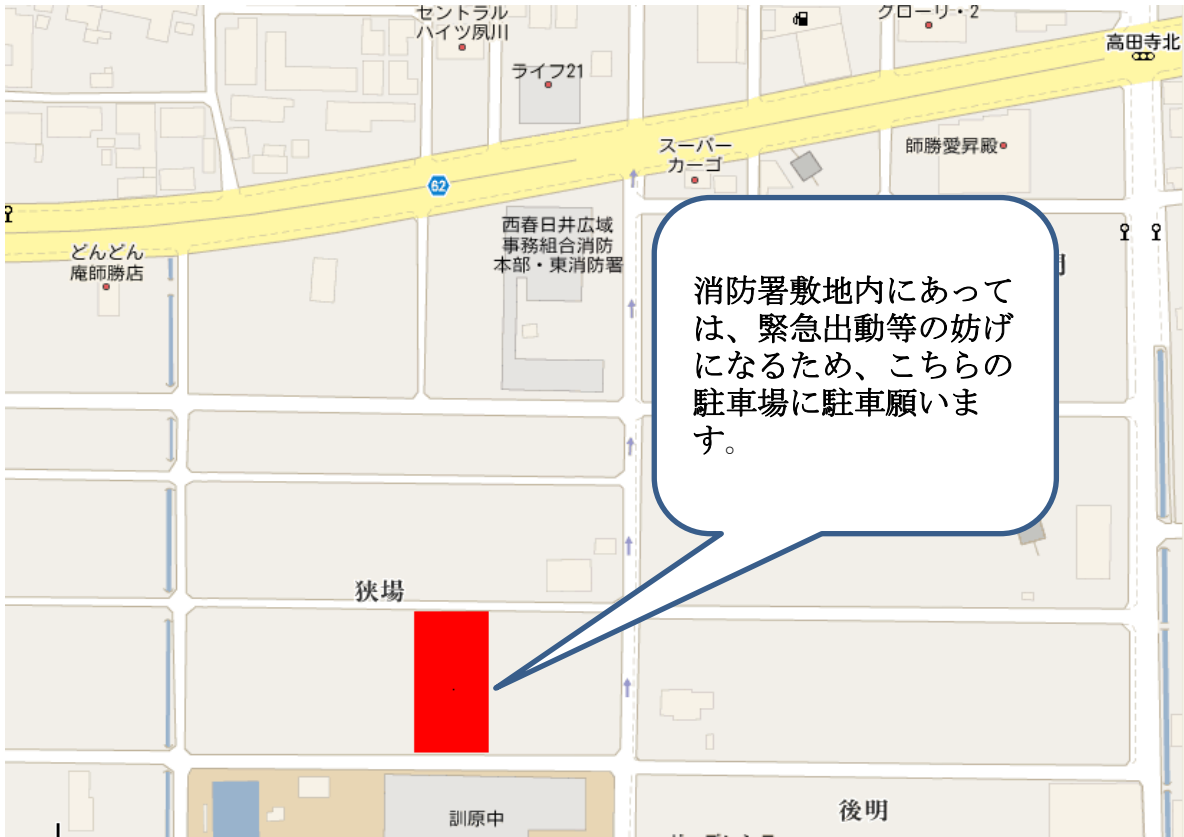 セントラル
ハイツ夙川
グローリ・2
高田寺北
ライフ21
師勝愛昇殿
スーパー
カーゴ
62
西春日井広域
事務組合消防
本部・東消防署
どんどん
庵師勝店
消防署敷地内にあって
は、緊急出動等の妨げ
になるため、こちらの
駐車場に駐車願いま
す。
狭場
訓原中
後明